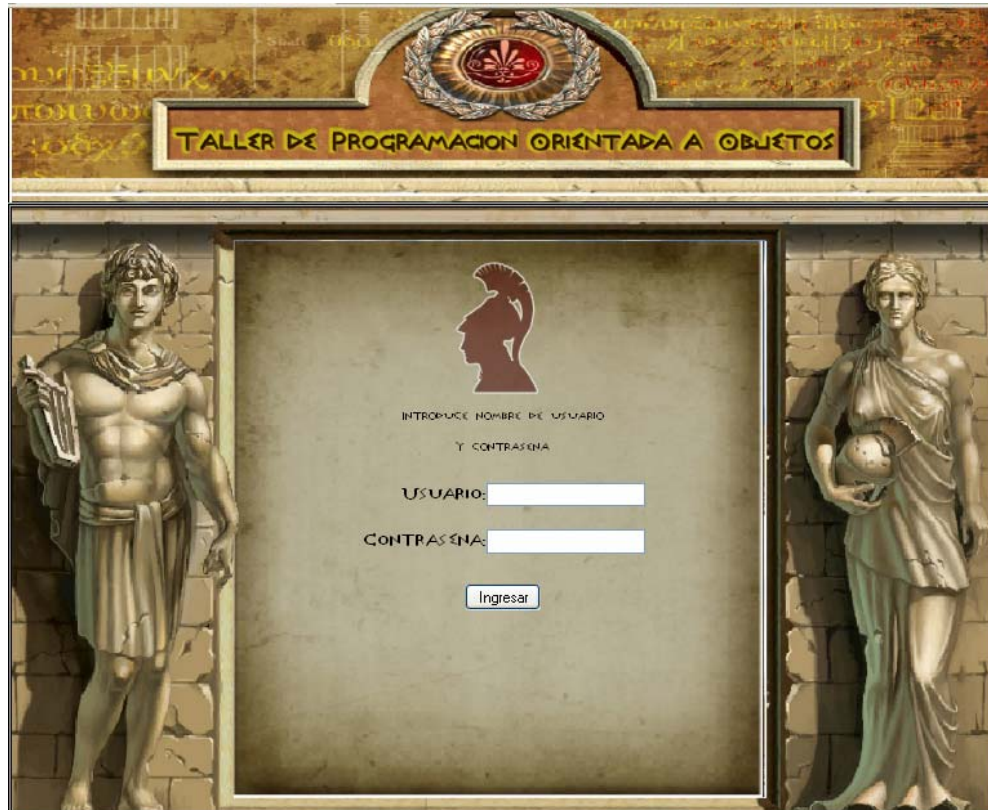 TALLER DE PROGRAMACION ORIENTADA A OBJETOS
INTRODUCE NOMBRE DE USUARIO
Y CONTRASENA
USUARIO:
CONTRASENA:
Ingresar